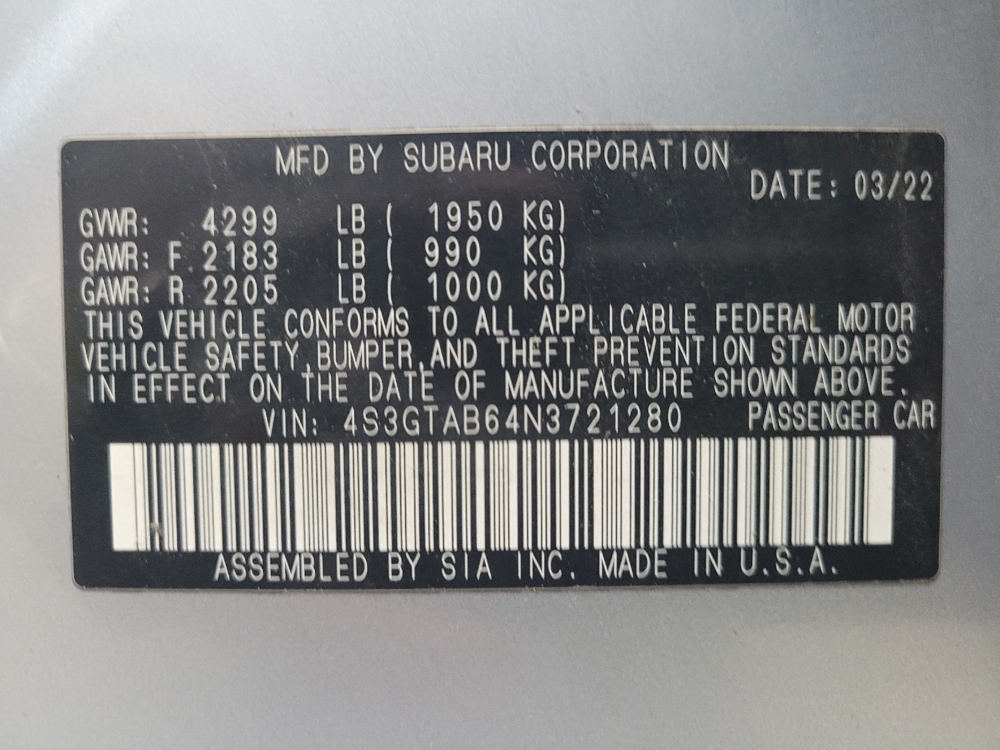 MFD BY SUBARU CORPORATION
DATE: 03/22
GVWR: 4299 LB ( 1950 KG)
GAWR: F 2183 LB ( 990 KG)
GAWR: R 2205 LB ( 1000 KG)
THIS VEHICLE CONFORMS TO ALL APPLICABLE FEDERAL MOTOR
VEHICLE SAFETY,BUMPER,AND THEFT PREVENTION STANDARDS
IN EFFECT ON THE DATE OF MANUFACTURE SHOWN ABOVE.
VIN: 4S3GTAB64N3721280 PASSENGER CAR
ASSEMBLED BY SIA INC. MADE IN U.S.A.